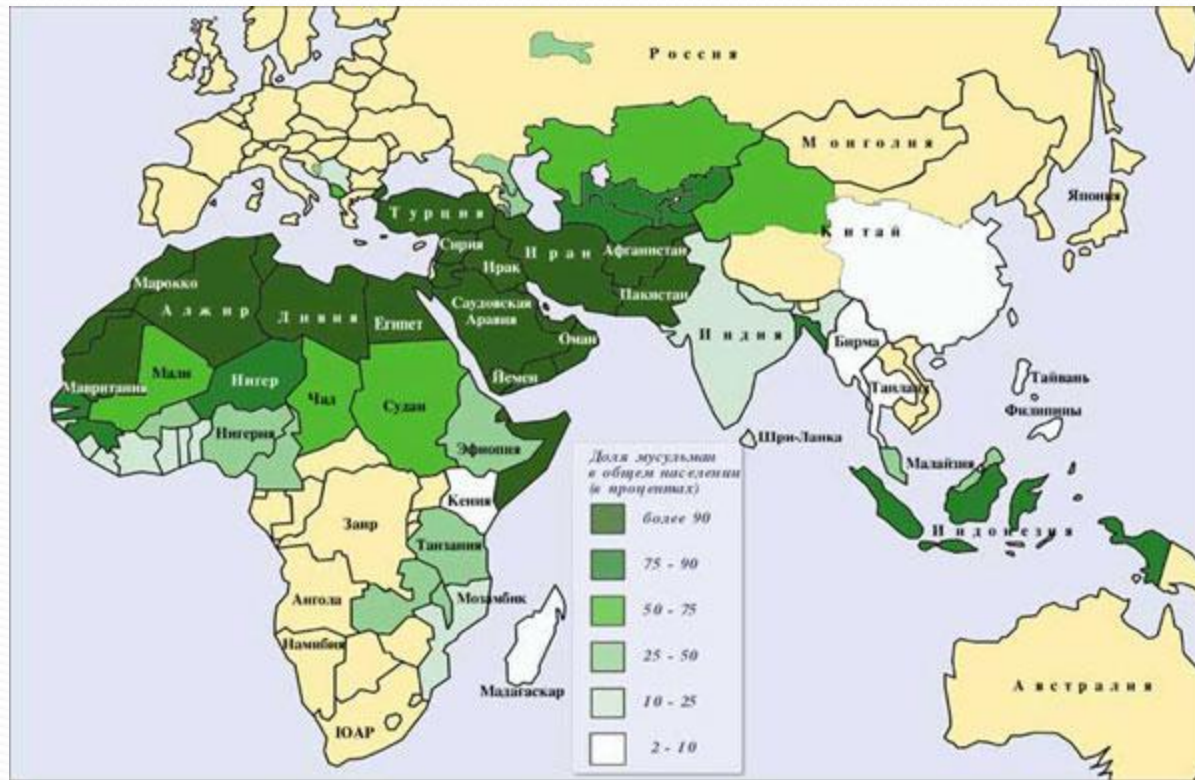 Россия
Монголия
Япония
Китай
Турция
Сирия
Иран
Афганистан
Ирак
Пакистан
Марокко
Алжир
Ливия
Египет
Саудовская
Аравия
Оман
Йемен
Индия
Бирма
Таиланд
Тайвань
Филипины
Шри-Ланка
Малайзия
Индонезия
Мавритания
Мали
Нигер
Чад
Судан
Нигерия
Эфиопия
Кения
Заир
Танзания
Ангола
Мозамбик
Намибия
Мадагаскар
ЮАР
Австралия
Доля мусульман
в общем населении
(в процентах)
более 90
75 - 90
50 - 75
25 - 50
10 - 25
2 - 10